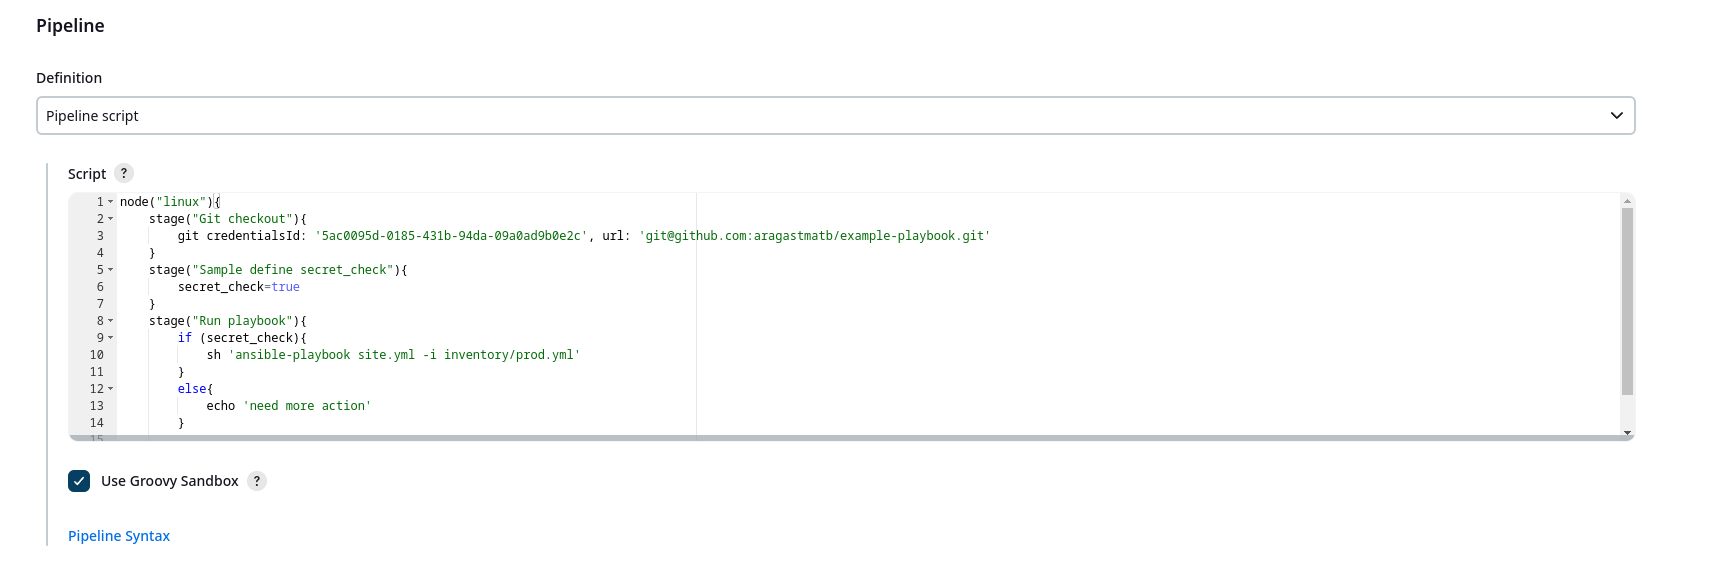 Pipeline
Definition
Pipeline script
Script ?
1 node("linux"){
2     stage("Git checkout"){
3         git credentialsId: '5ac0095d-0185-431b-94da-09a0ad9b0e2c', url: 'git@github.com:aragastmatb/example-playbook.git'
4     }
5     stage("Sample define secret_check"){
6         secret_check=true
7     }
8     stage("Run playbook"){
9         if (secret_check){
10             sh 'ansible-playbook site.yml -i inventory/prod.yml'
11         }
12         else{
13             echo 'need more action'
14         }
15
Use Groovy Sandbox ?
Pipeline Syntax